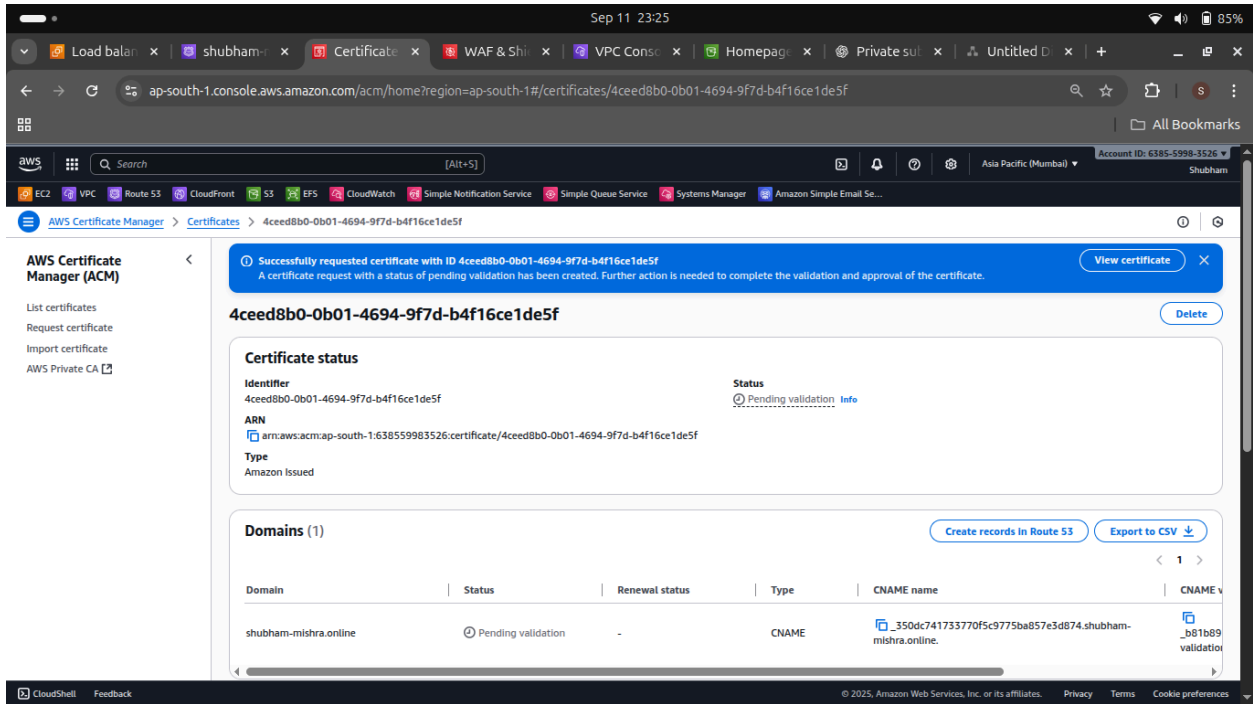 Sep 11 23:25
85%
Load balan
shubham-r
Certificate
WAF & Shie
VPC Conso
Homepage
Private sub
Untitled D
ap-south-1.console.aws.amazon.com/acm/home?region=ap-south-1#/certificates/4ceed8b0-0b01-4694-9f7d-b4f16ce1de5f
S
All Bookmarks
aws
Search
[Alt+S]
Asia Pacific (Mumbai)
Account ID: 6385-5998-3526
Shubham
EC2 VPC Route 53 CloudFront S3 EFS CloudWatch Simple Notification Service Simple Queue Service Systems Manager Amazon Simple Email Se...
AWS Certificate Manager > Certificates > 4ceed8b0-0b01-4694-9f7d-b4f16ce1de5f
AWS Certificate
Manager (ACM)
List certificates
Request certificate
Import certificate
AWS Private CA
Successfully requested certificate with ID 4ceed8b0-0b01-4694-9f7d-b4f16ce1de5f
A certificate request with a status of pending validation has been created. Further action is needed to complete the validation and approval of the certificate.
View certificate
4ceed8b0-0b01-4694-9f7d-b4f16ce1de5f
Delete
Certificate status
Identifier
4ceed8b0-0b01-4694-9f7d-b4f16ce1de5f
Status
Pending validation Info
ARN
arn:aws:acm:ap-south-1:638559983526:certificate/4ceed8b0-0b01-4694-9f7d-b4f16ce1de5f
Type
Amazon Issued
Domains (1)
Create records in Route 53
Export to CSV
1
Domain Status Renewal status Type CNAME name CNAME v
shubham-mishra.online Pending validation - CNAME
_350dc741733770f5c9775ba857e3d874.shubham-
mishra.online.
_b81b89
validation
CloudShell Feedback
© 2025, Amazon Web Services, Inc. or its affiliates. Privacy Terms Cookie preferences